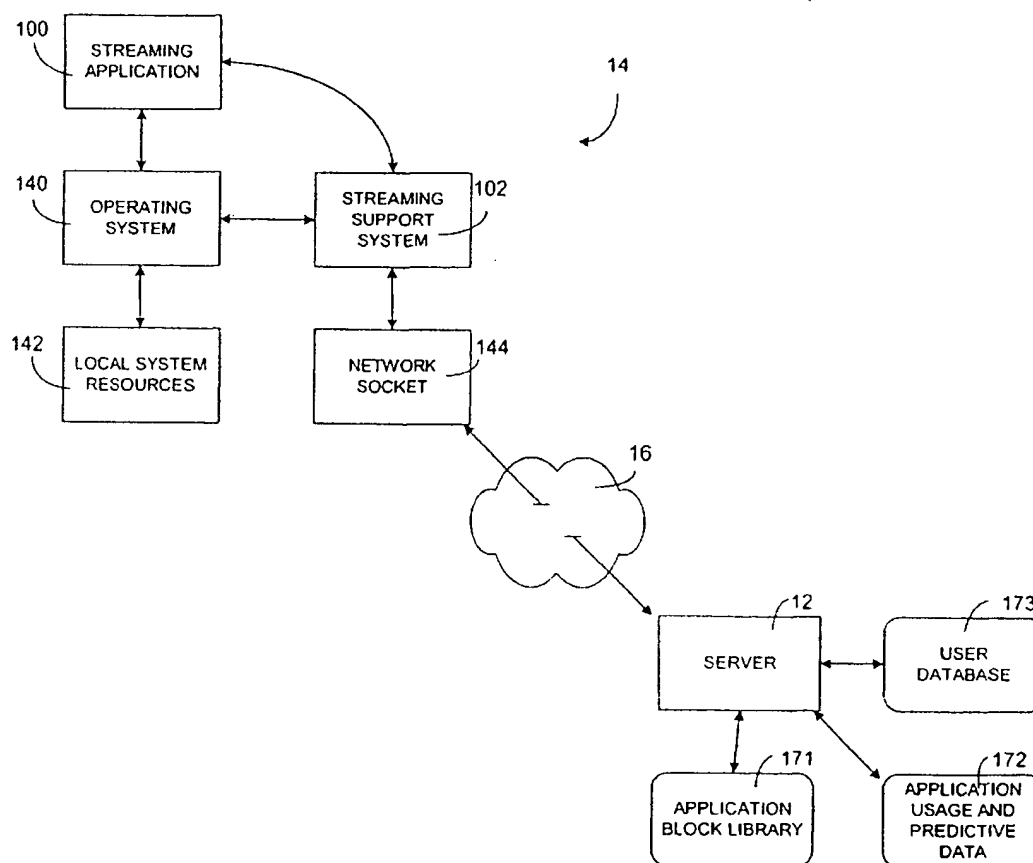 100
STREAMING
APPLICATION
14
140
OPERATING
SYSTEM
102
STREAMING
SUPPORT
SYSTEM
142
LOCAL SYSTEM
RESOURCES
144
NETWORK
SOCKET
16
12
SERVER
173
USER
DATABASE
171
APPLICATION
BLOCK LIBRARY
172
APPLICATION
USAGE AND
PREDICTIVE
DATA